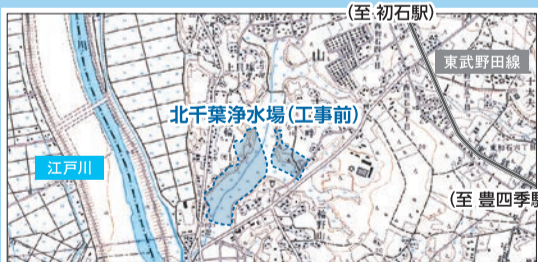 (至 初石駅)
東武野田線
山
北千葉浄水場(工事前)
江戸川
(至 豊四季駅